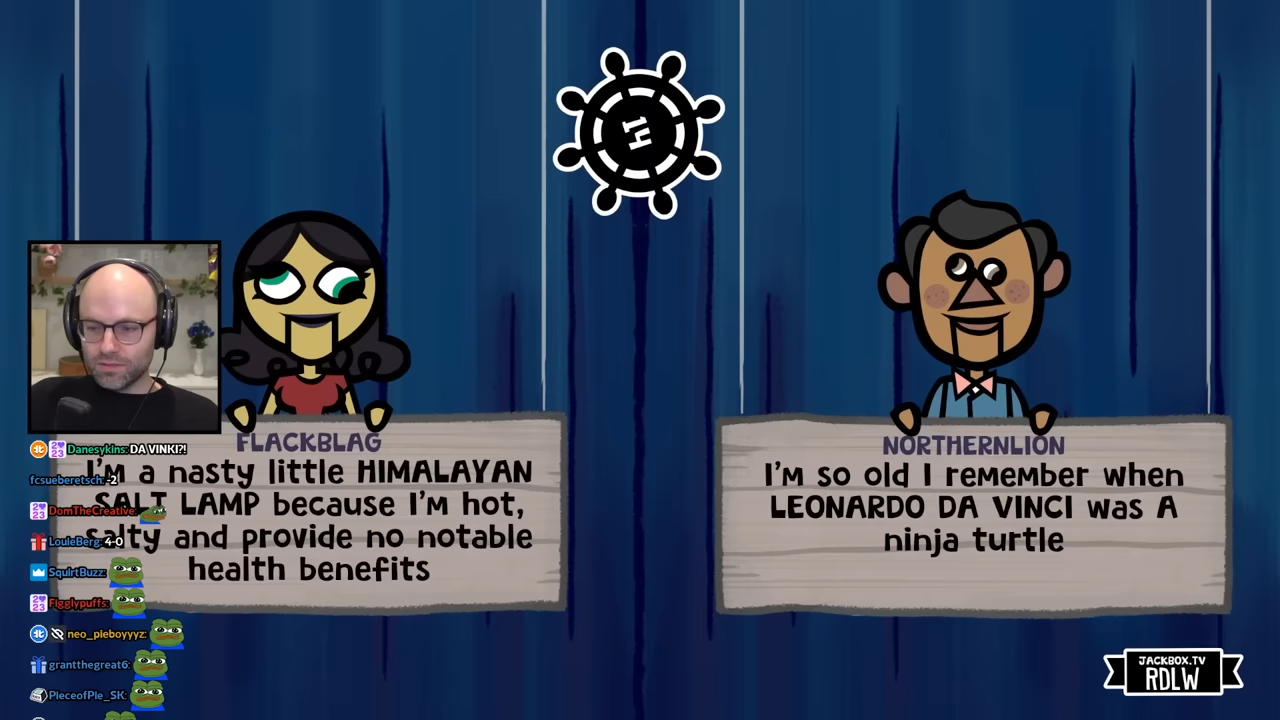 FLACKBLAG
I'M a nasty little HIMALAYAN
SALT LAMP because I'M hot,
salty and provide no notable
health benefits
NORTHERNLION
I'M so old I remember when
LEONARDO DA VINCI was A
ninja turtle
Danesykins: DA VINKI?!
fcsueberetsch: -2
DomTheCreative:
LouieBerg: 4-0
SquirtBuzz:
Figglypuffs:
neo_pieboyyyz:
grantthegreat6:
PieceofPie_SK:
JACKBOX.TV
RDLW